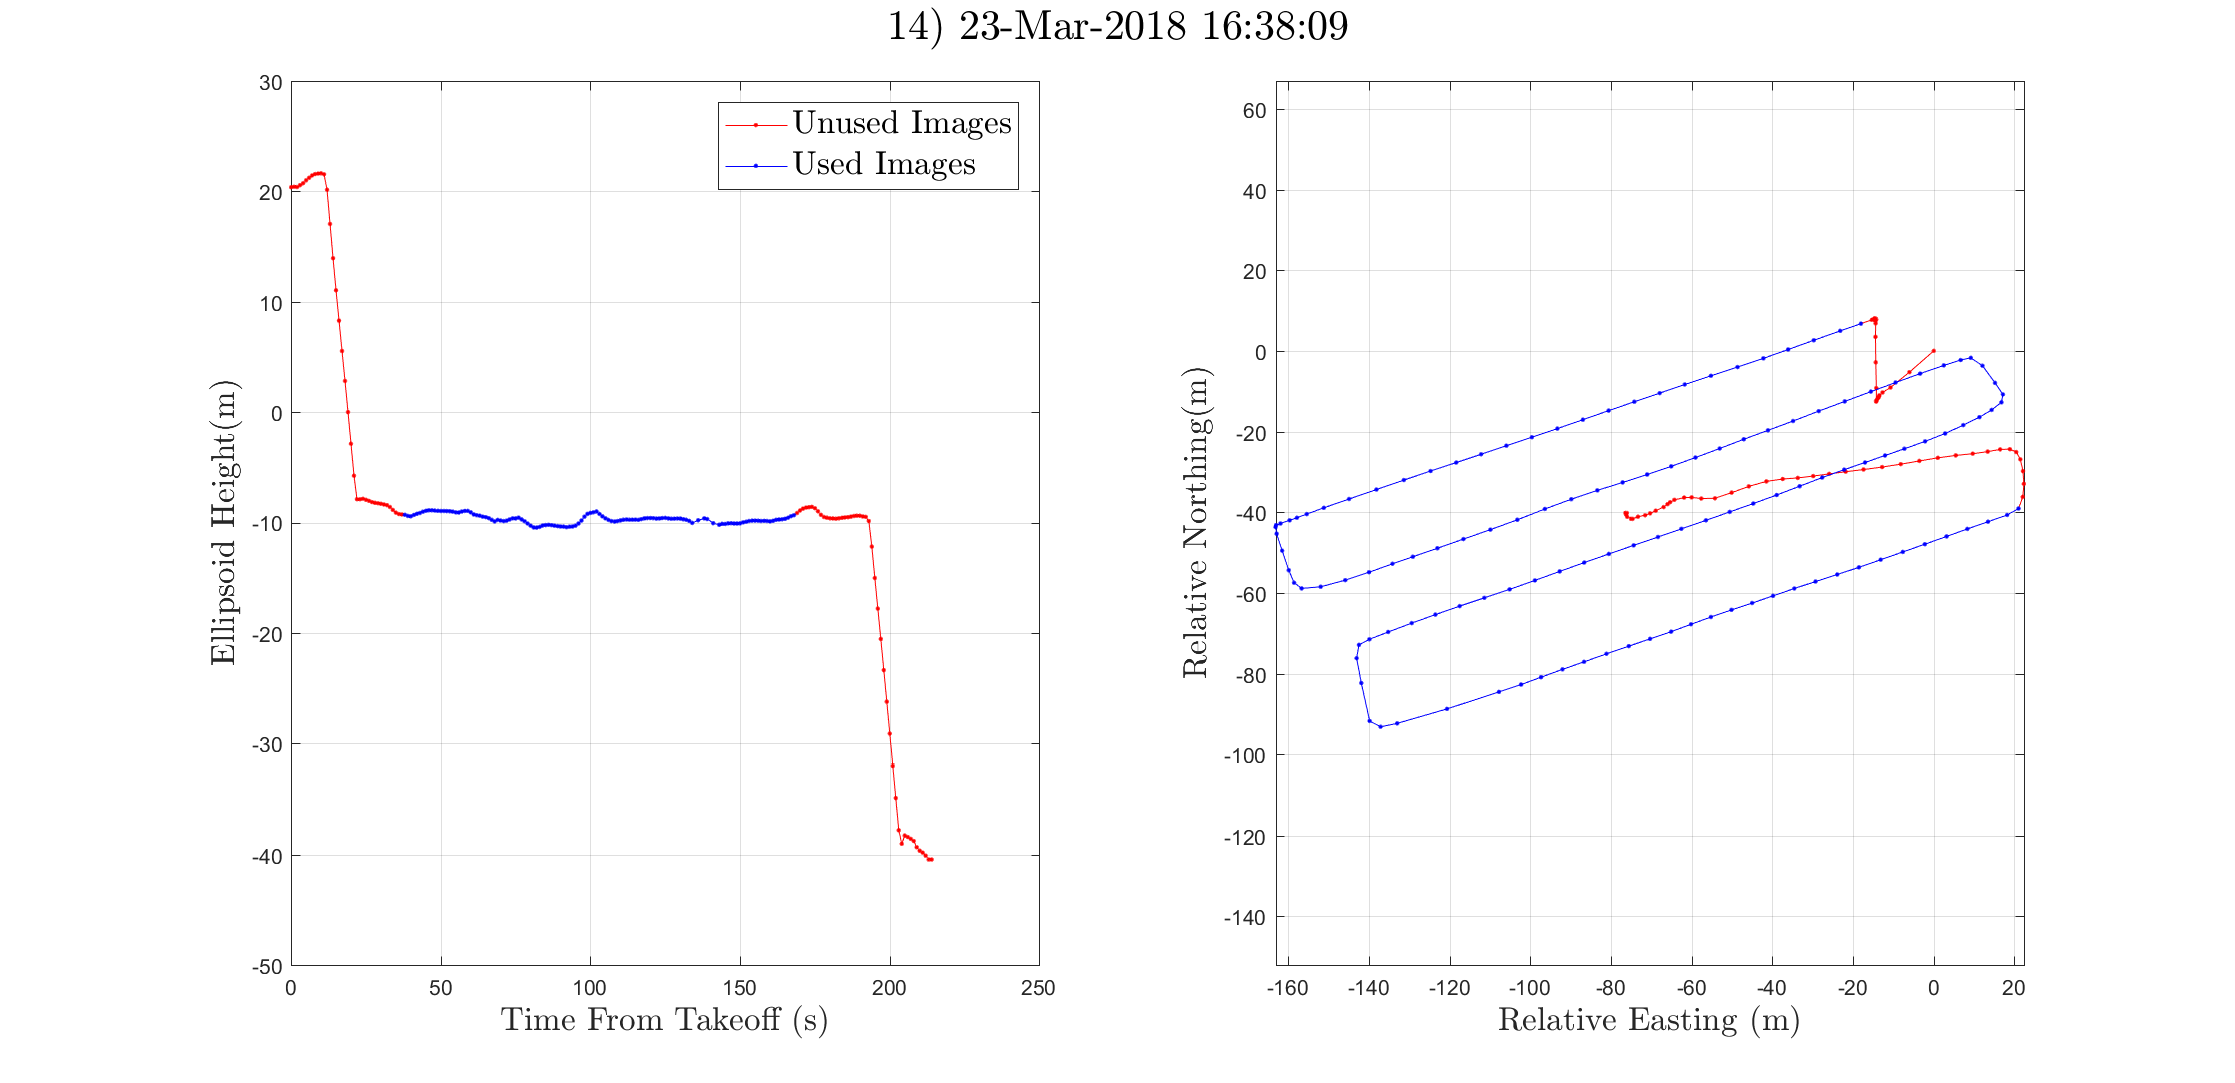 14) 23-Mar-2018 16:38:09
30
20
10
0
-10
-20
-30
-40
-50
0 50 100 150 200 250
Ellipsoid Height(m)
Time From Takeoff (s)
Unused Images
Used Images
60
40
20
0
-20
-40
-60
-80
-100
-120
-140
-160 -140 -120 -100 -80 -60 -40 -20 0 20
Relative Northing(m)
Relative Easting (m)